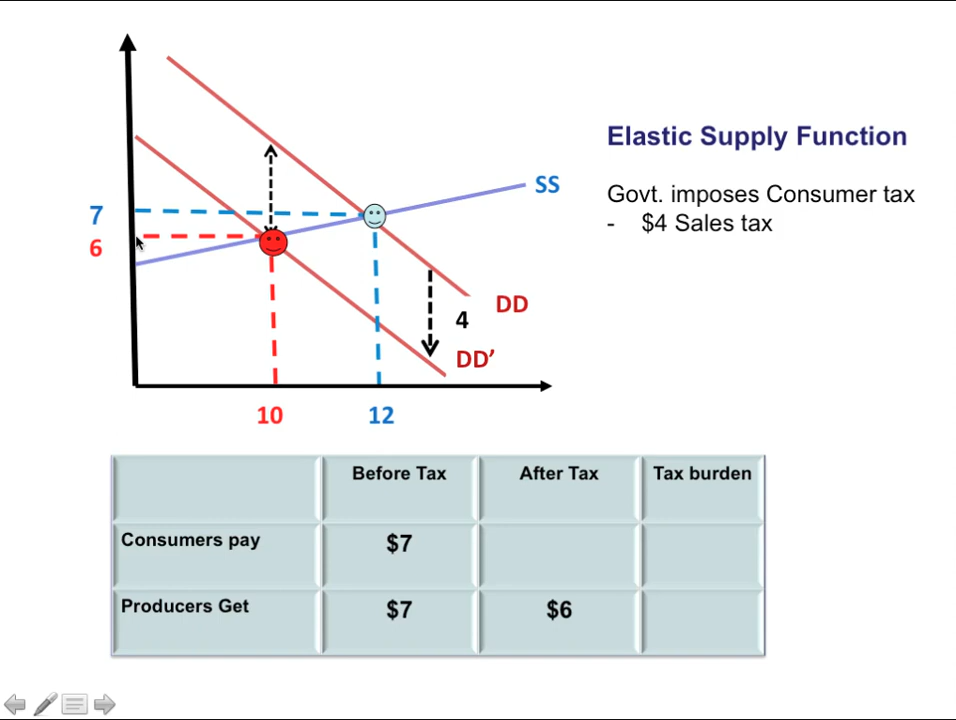 Elastic Supply Function
Govt. imposes Consumer tax
- $4 Sales tax
SS
7
6
DD
4
DD’
10 12
Before Tax After Tax Tax burden
Consumers pay $7
Producers Get $7 $6